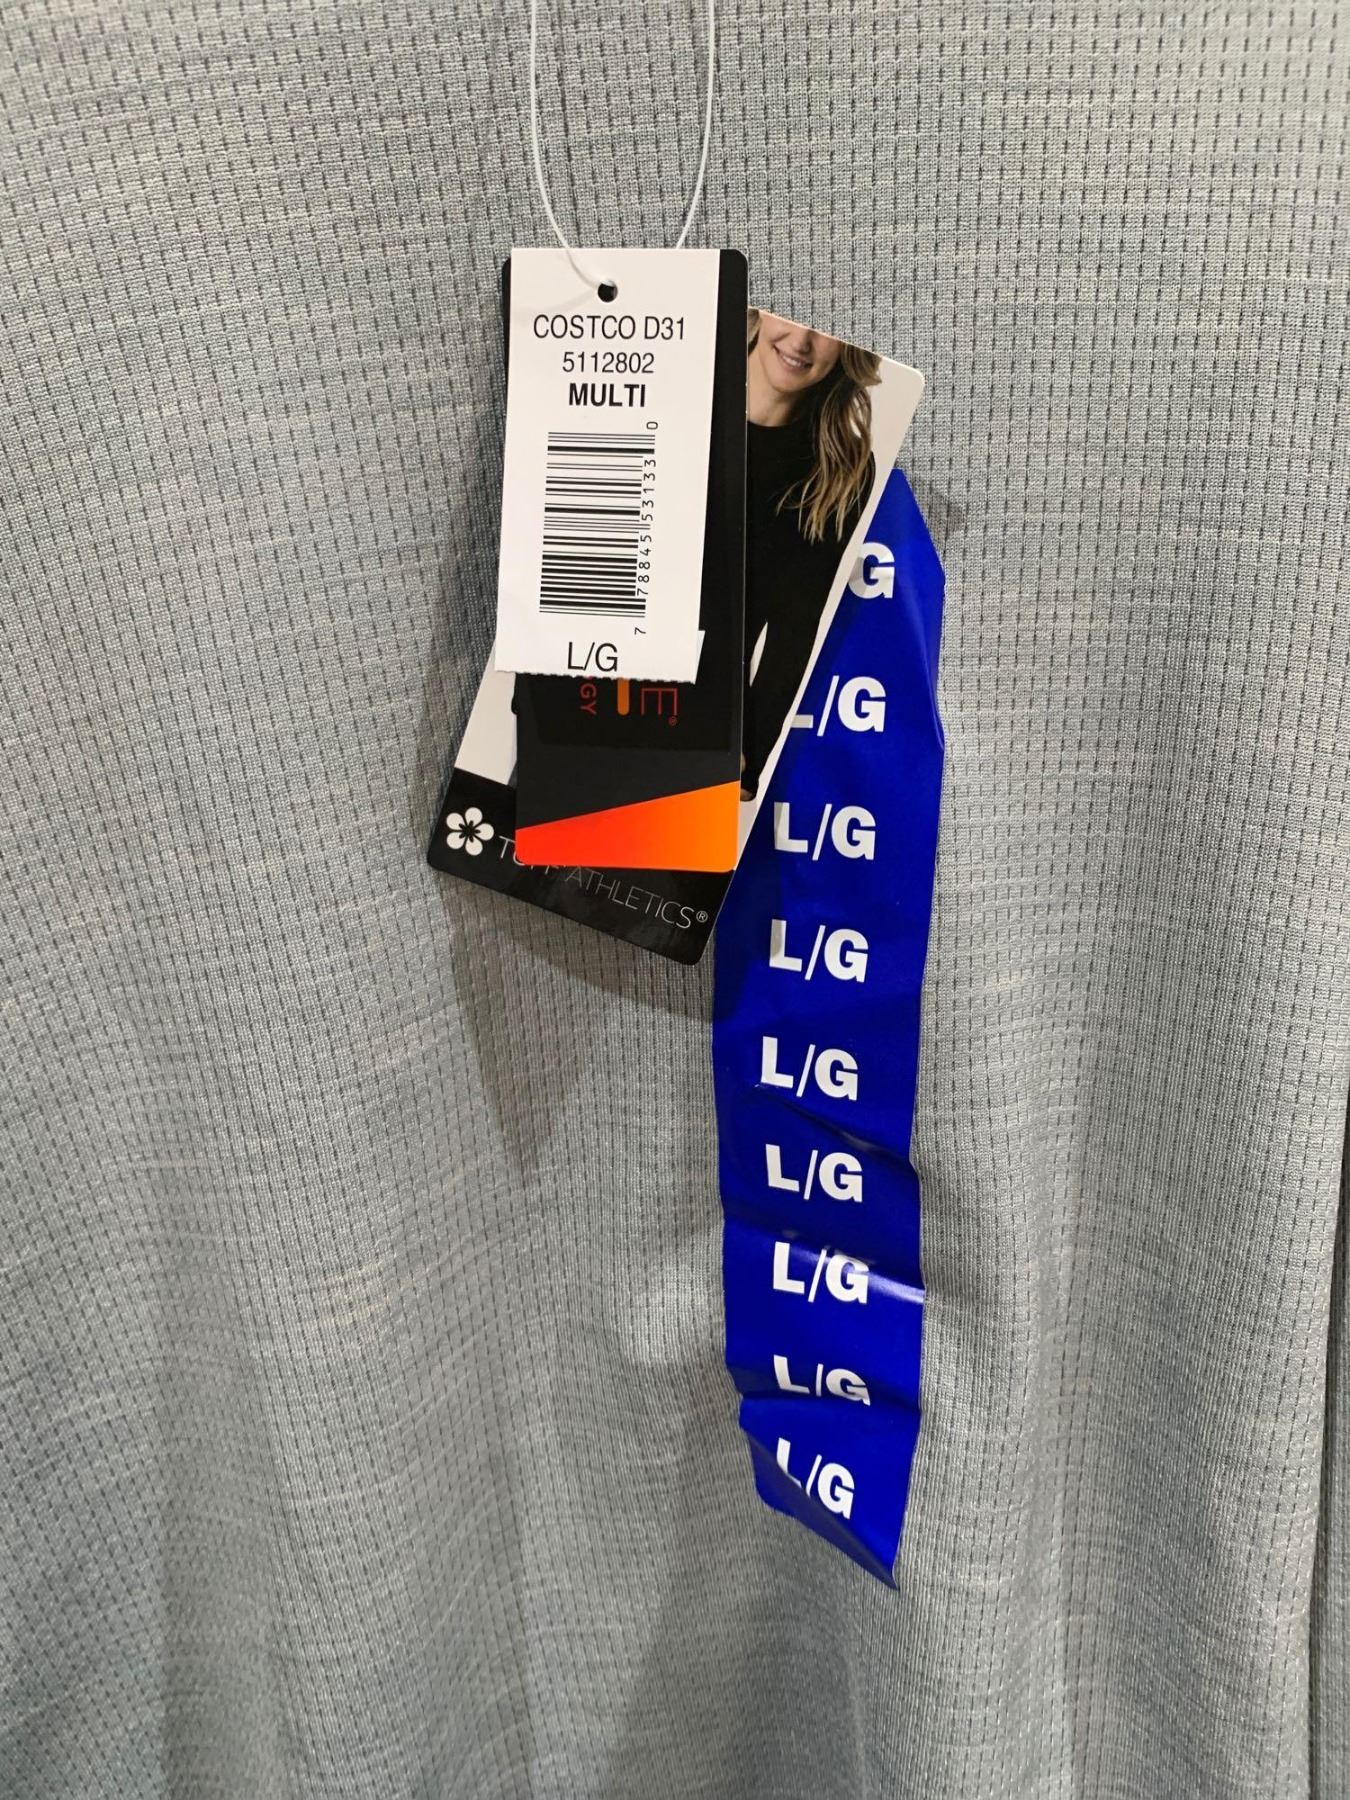 COSTCO D31
5112802
MULTI
7 78845 53133 0
L/G
GY
E®
ATHLETICS®
G
L/G
L/G
L/G
L/G
L/G
L/G
L/G
L/G